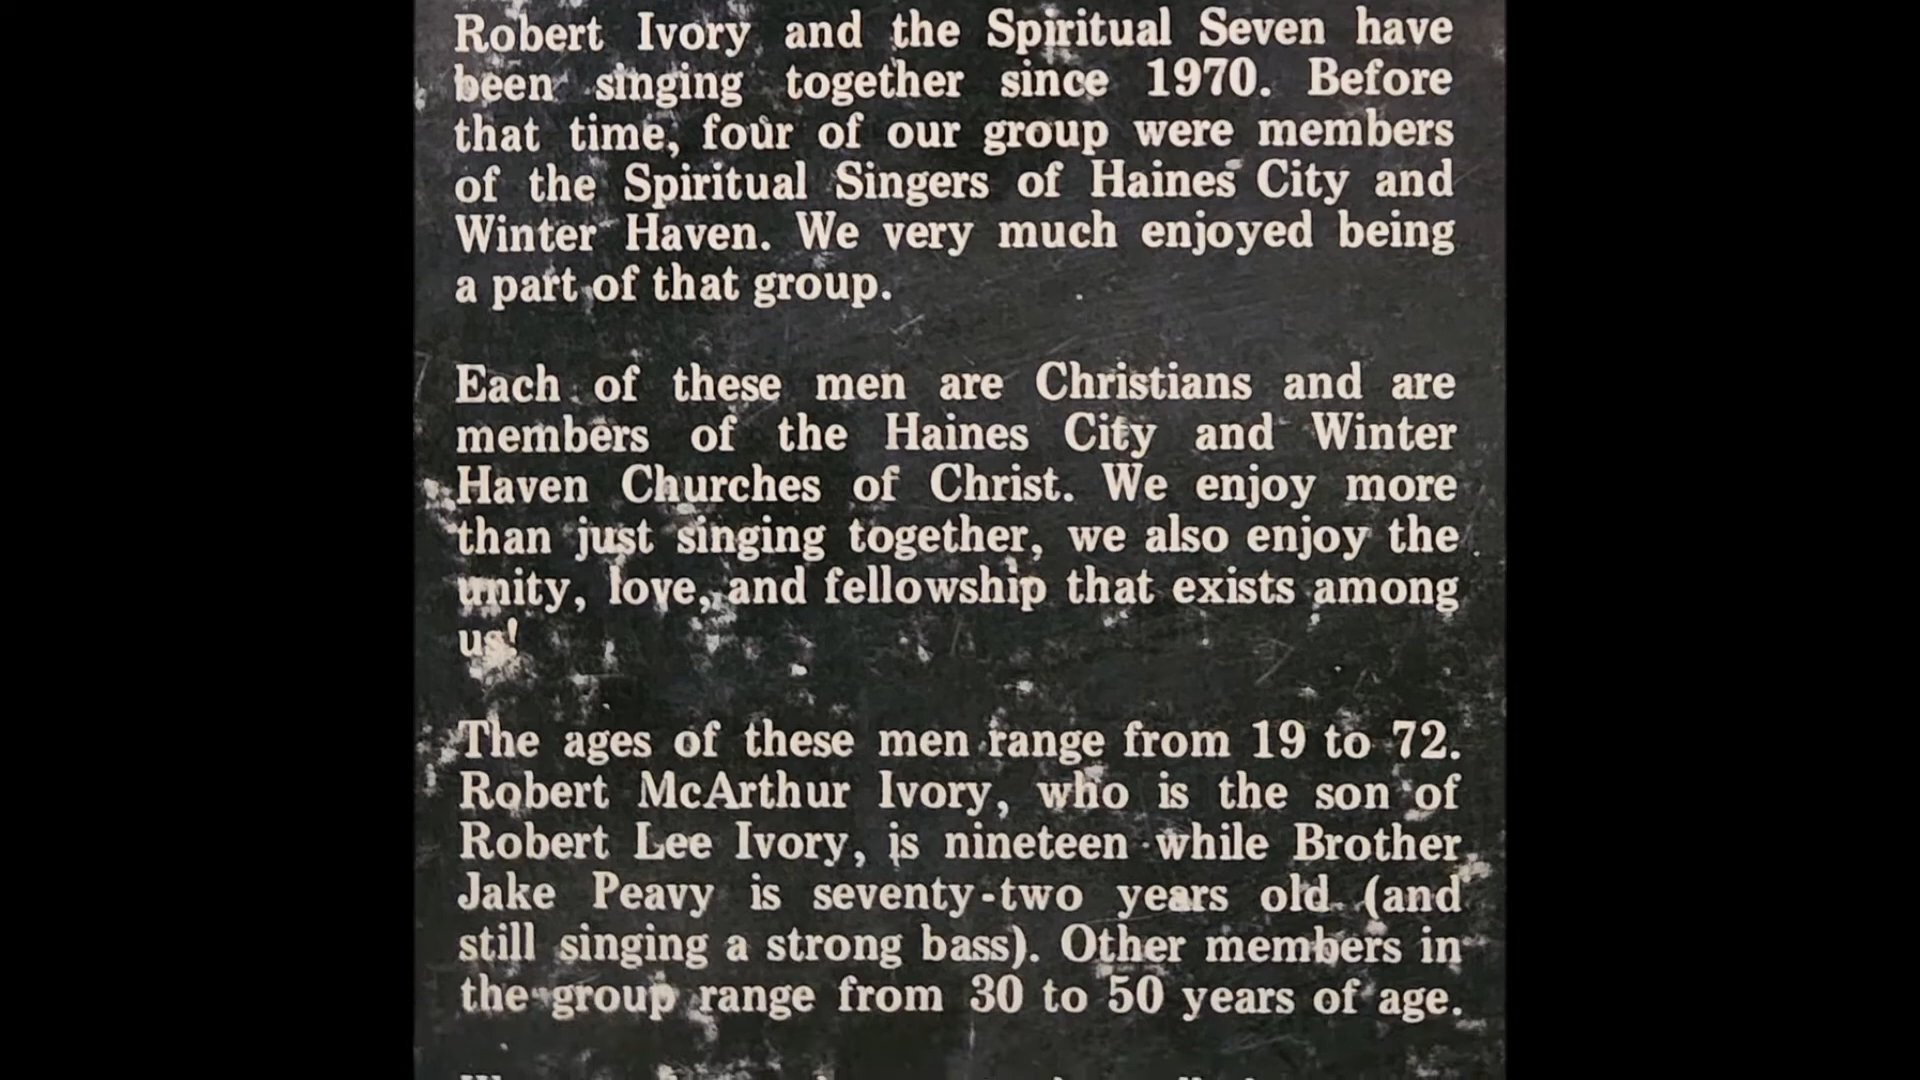 Robert Ivory and the Spiritual Seven have
been singing together since 1970. Before
that time, four of our group were members
of the Spiritual Singers of Haines City and
Winter Haven. We very much enjoyed being
a part of that group.
Each of these men are Christians and are
members of the Haines City and Winter
Haven Churches of Christ. We enjoy more
than just singing together, we also enjoy the
unity, love, and fellowship that exists among
us!
The ages of these men range from 19 to 72.
Robert McArthur Ivory, who is the son of
Robert Lee Ivory, is nineteen while Brother
Jake Peavy is seventy-two years old (and
still singing a strong bass). Other members in
the group range from 30 to 50 years of age.